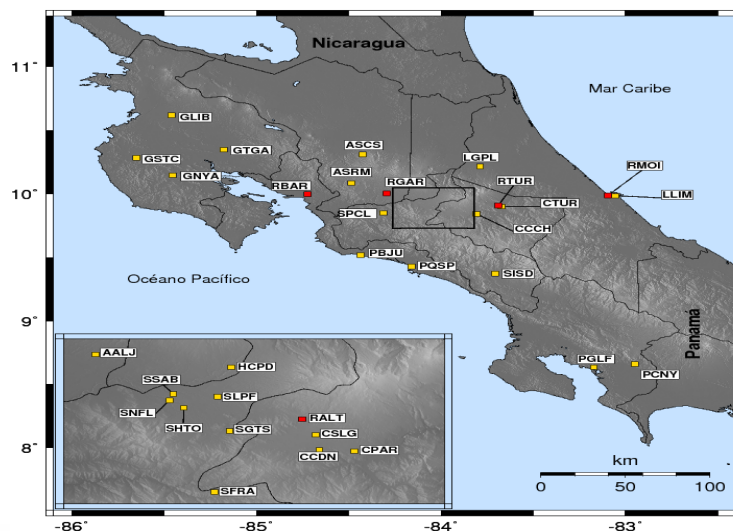 Nicaragua
11°
Mar Caribe
GLIB
ASCS
GTGA
LGPL
GSTC
RMOI
ASRM
RTUR
GNYA
RGAR
RBAR
10°
LLIM
CTUR
SPCL
CCCH
PBJU
PQSP
SISD
Océano Pacífico
9°
Panamá
AALJ
PGLF
HCPD
PCNY
SSAB
SLPF
SNFL
RALT
SHTO
SGTS
CSLG
8°
CCDN
CPAR
km
SFRA
0 50 100
-86° -85° -84° -83°